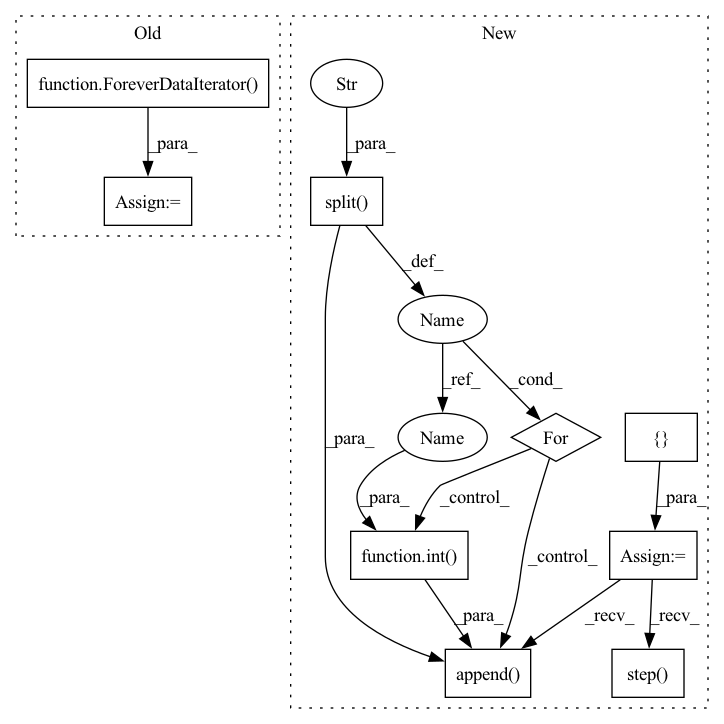 Old
New
function.ForeverDataIterator()
Str
_para_
_para_
Assign:=
split()
_def_
Name
_ref_
_cond_
_para_
Name
For
{}
_para_
_control_
_para_
function.int()
_control_
Assign:=
_para_
_recv_
_recv_
append()
step()